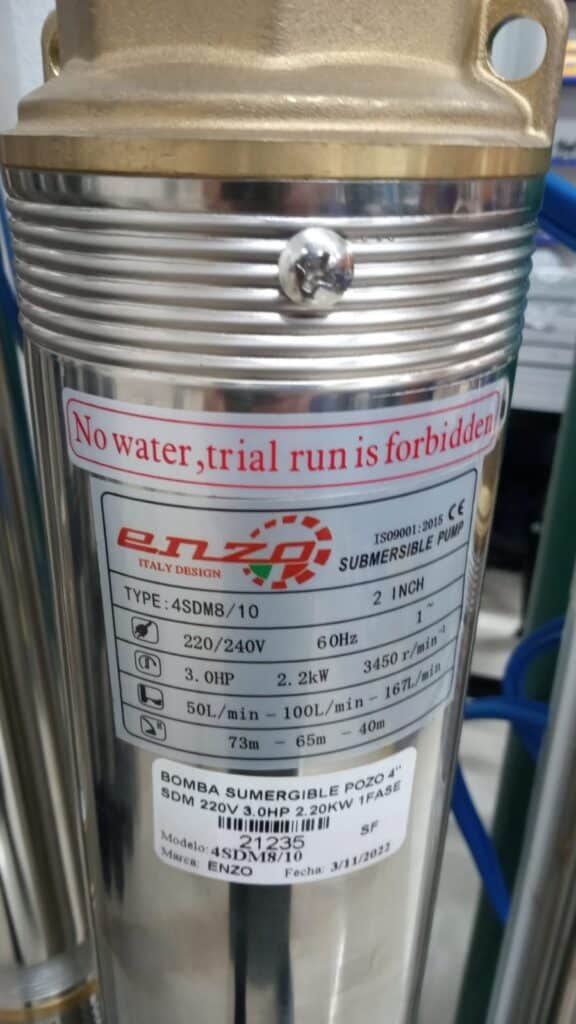 No water,trial run is forbidden
enzo
ITALY DESIGN
ISO9001:2015 CE
SUBMERSIBLE PUMP
TYPE:4SDM8/10 2 INCH
220/240V 60Hz 1~
3.0HP 2.2kW 3450 r/min⁻¹
50L/min - 100L/min - 167L/min
H
73m - 65m - 40m
BOMBA SUMERGIBLE POZO 4"
SDM 220V 3.0HP 2.20KW 1FASE
21235 SF
Modelo: 4SDM8/10
Marca: ENZO Fecha: 3/11/2022